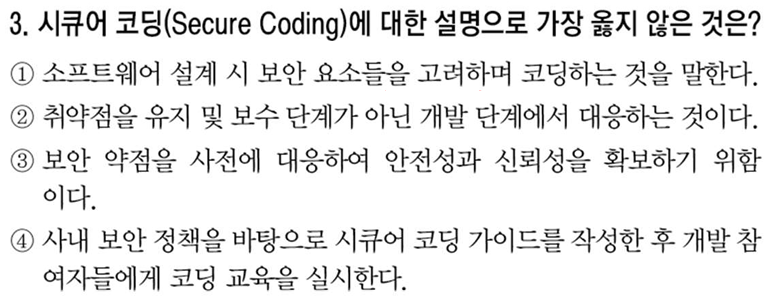 3. 시큐어 코딩(Secure Coding)에 대한 설명으로 가장 옳지 않은 것은?
① 소프트웨어 설계 시 보안 요소들을 고려하며 코딩하는 것을 말한다.
② 취약점을 유지 및 보수 단계가 아닌 개발 단계에서 대응하는 것이다.
③ 보안 약점을 사전에 대응하여 안전성과 신뢰성을 확보하기 위함
이다.
④ 사내 보안 정책을 바탕으로 시큐어 코딩 가이드를 작성한 후 개발 참
여자들에게 코딩 교육을 실시한다.